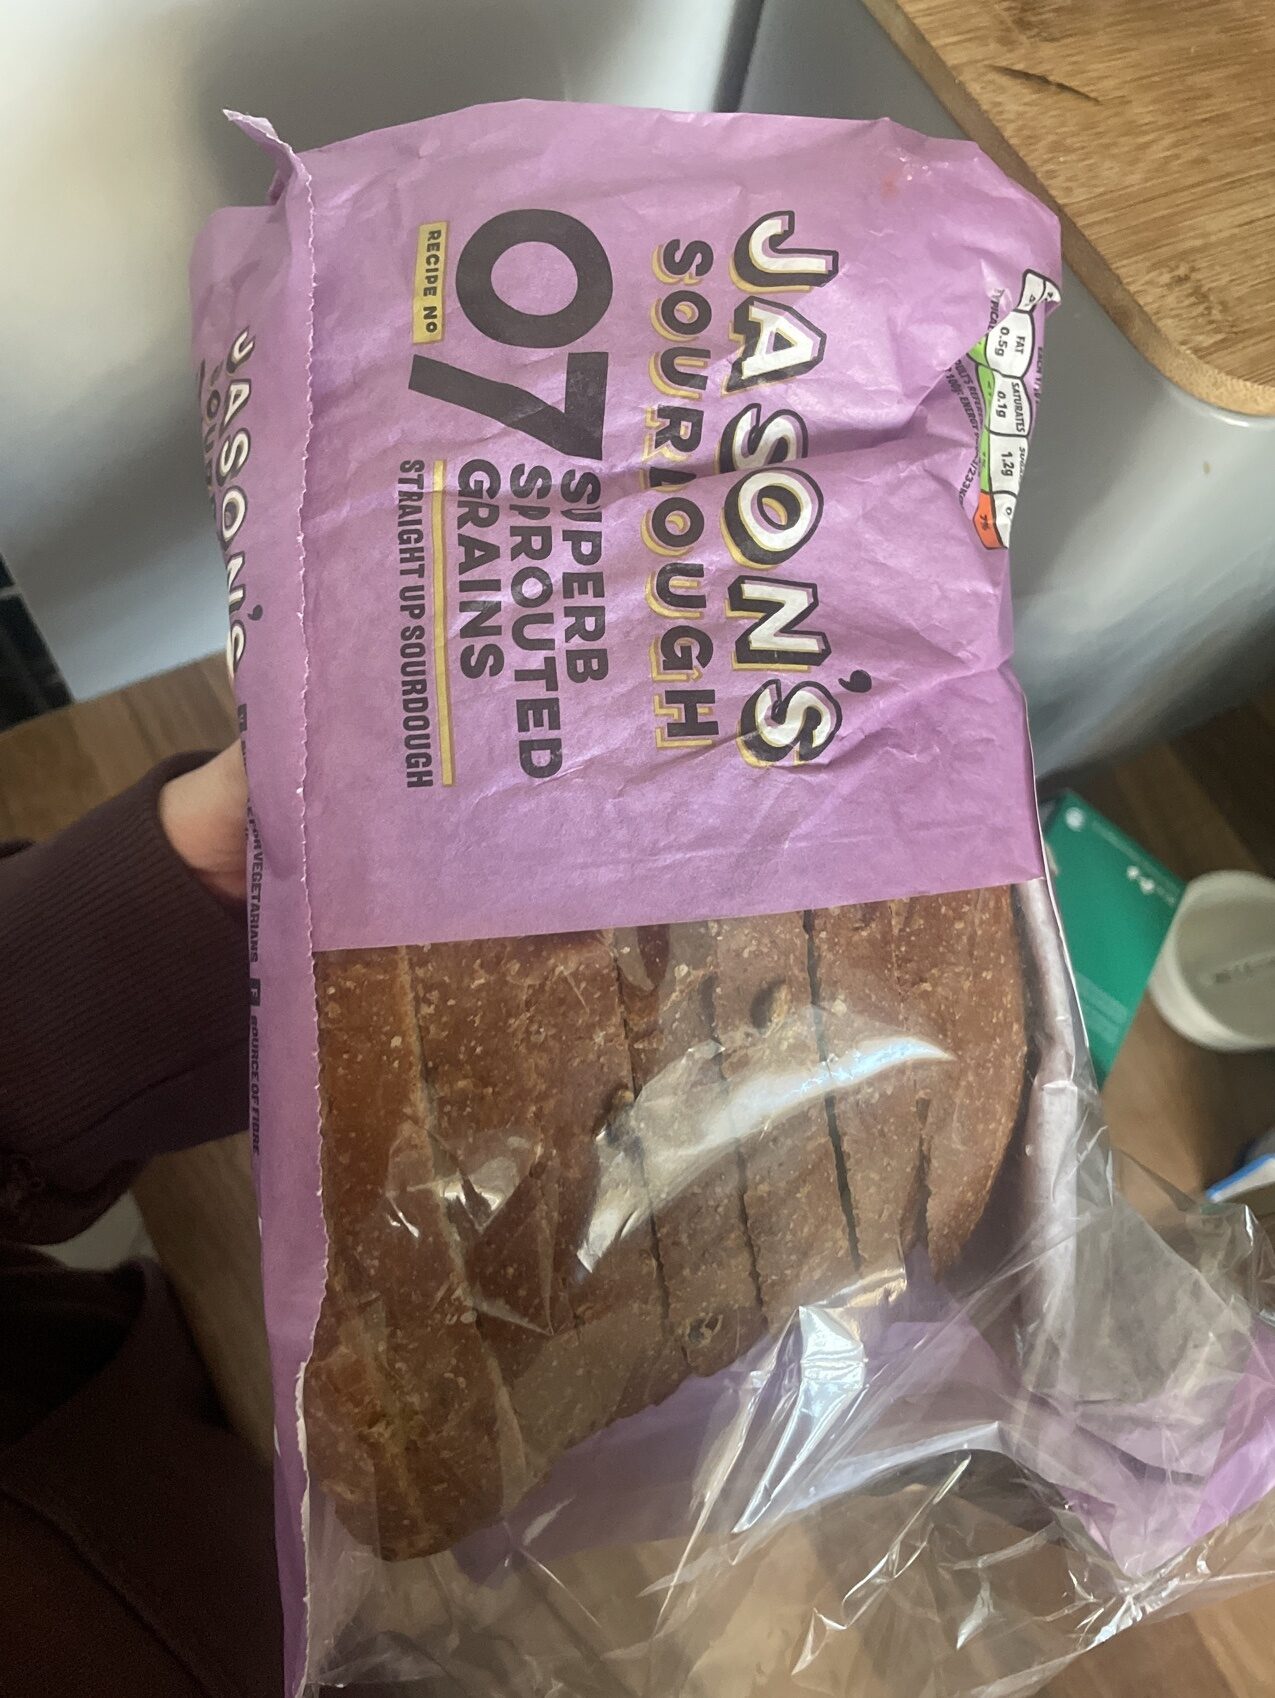 JASON'S
SOURDOUGH
RECIPE Nº
07
SUPERB
SPROUTED
GRAINS
STRAIGHT UP SOURDOUGH
FAT
0.5g
SATURATES
0.1g
1.2g
7%
JASON'S
VEGETARIANS
F SOURCE OF FIBRE